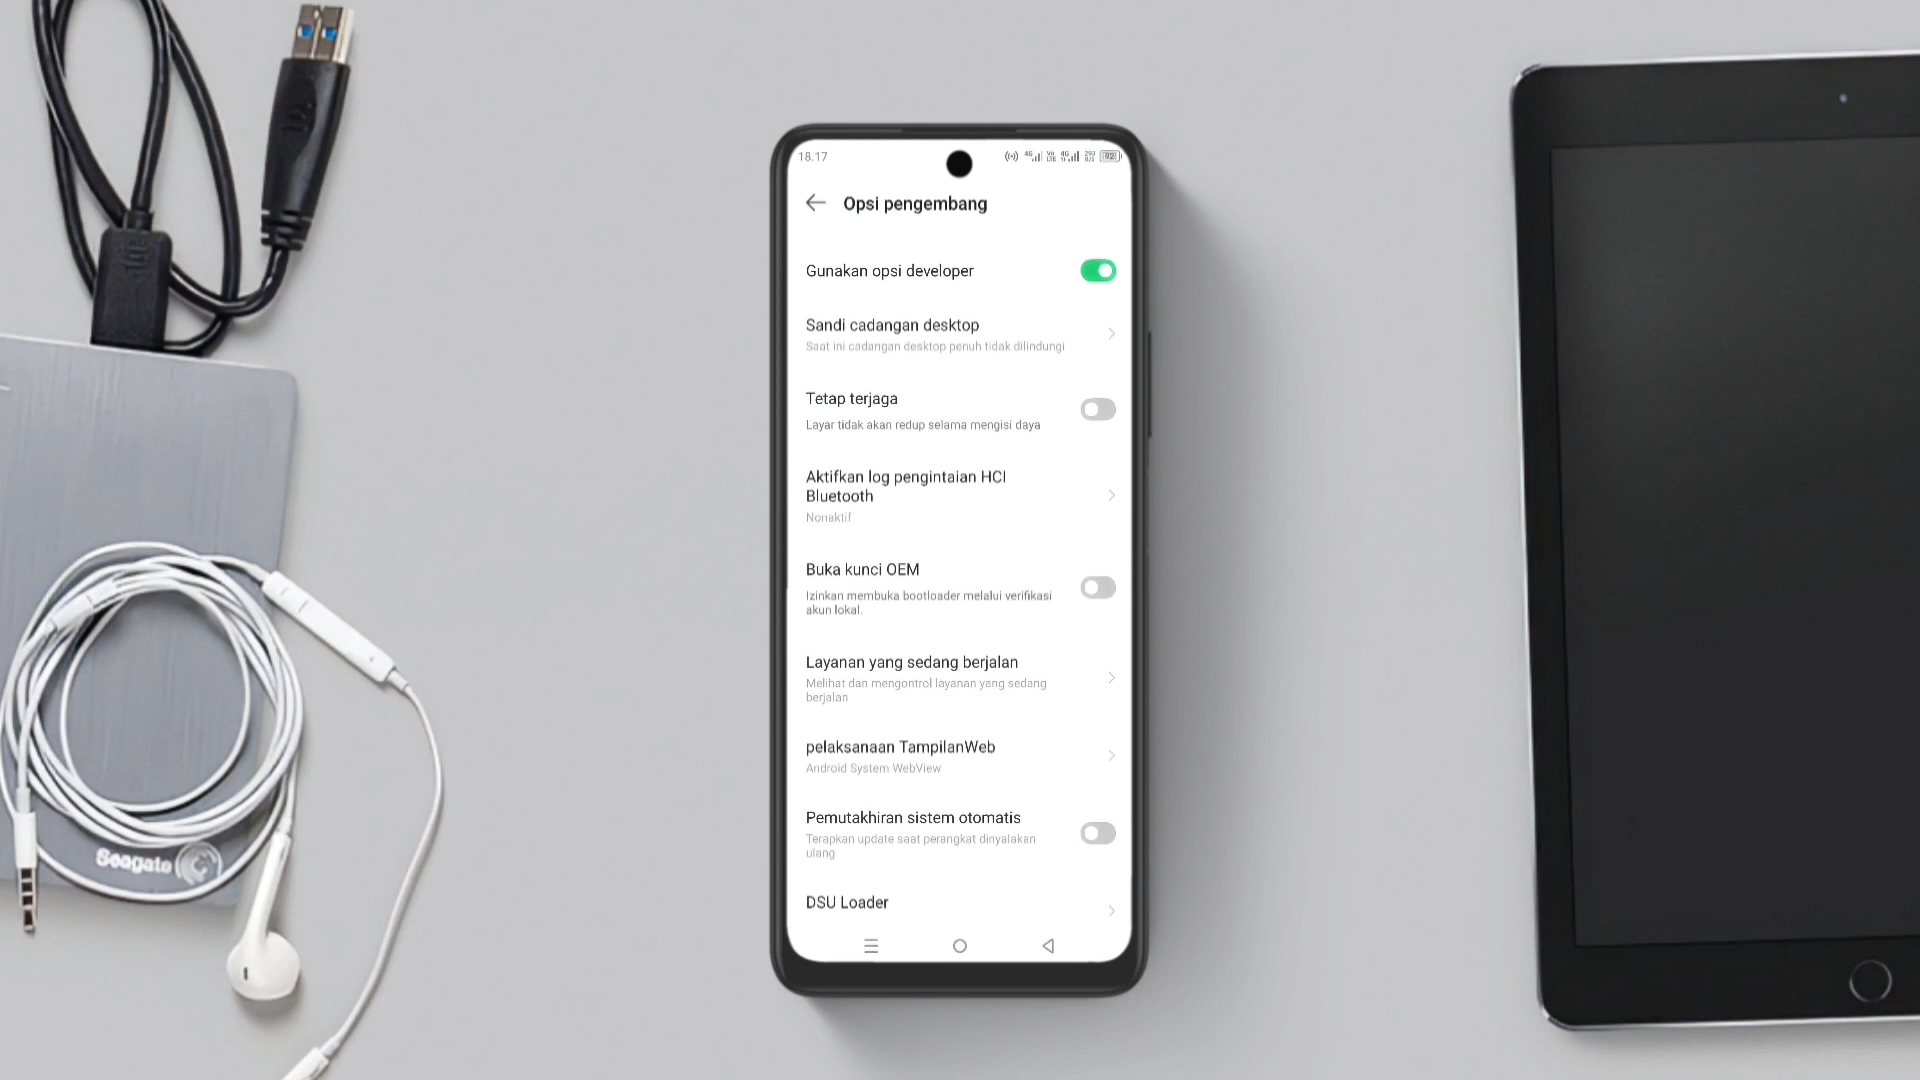 18.17
Opsi pengembang
Gunakan opsi developer
Sandi cadangan desktop
Saat ini cadangan desktop penuh tidak dilindungi
Tetap terjaga
Layar tidak akan redup selama mengisi daya
Aktifkan log pengintaian HCI
Bluetooth
Nonaktif
Buka kunci OEM
Izinkan membuka bootloader melalui verifikasi
akun lokal.
Layanan yang sedang berjalan
Melihat dan mengontrol layanan yang sedang
berjalan
pelaksanaan TampilanWeb
Android System WebView
Pemutakhiran sistem otomatis
Terapkan update saat perangkat dinyalakan
ulang
DSU Loader
Seagate